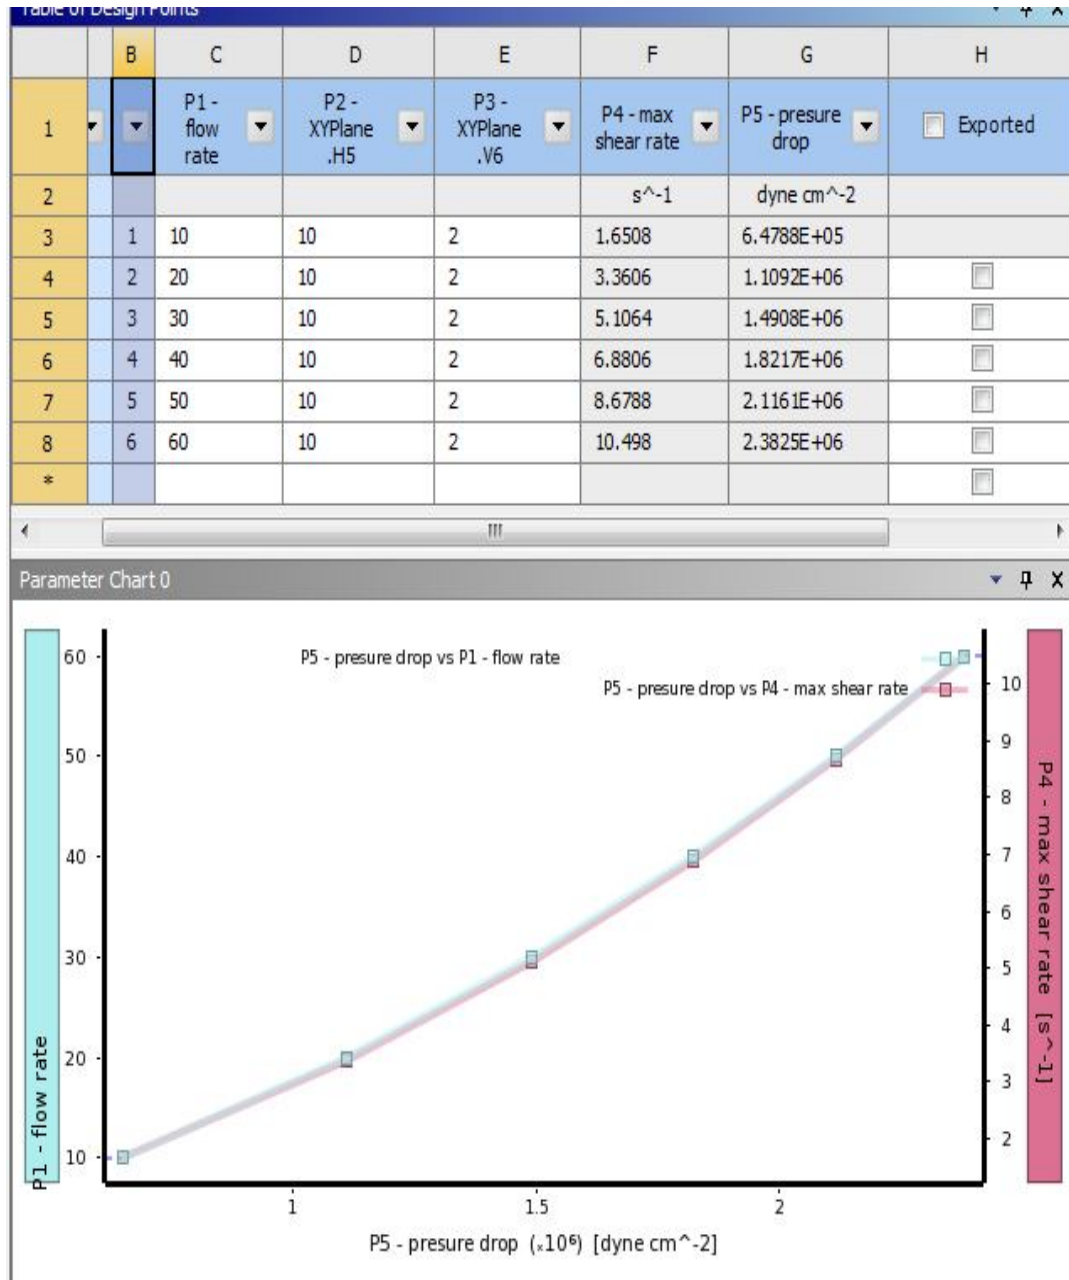 Table of Design Points
B C D E F G H
1 P1 - flow rate P2 - XYPlane .H5 P3 - XYPlane .V6 P4 - max shear rate P5 - presure drop Exported
2 s^-1 dyne cm^-2
3 1 10 10 2 1.6508 6.4788E+05
4 2 20 10 2 3.3606 1.1092E+06
5 3 30 10 2 5.1064 1.4908E+06
6 4 40 10 2 6.8806 1.8217E+06
7 5 50 10 2 8.6788 2.1161E+06
8 6 60 10 2 10.498 2.3825E+06
*
Parameter Chart 0
P5 - presure drop vs P1 - flow rate
P5 - presure drop vs P4 - max shear rate
P1 - flow rate
60
50
40
30
20
10
10
9
8
7
6
5
4
3
2
P4 - max shear rate [s^-1]
1 1.5 2
P5 - presure drop (×10⁶) [dyne cm^-2]